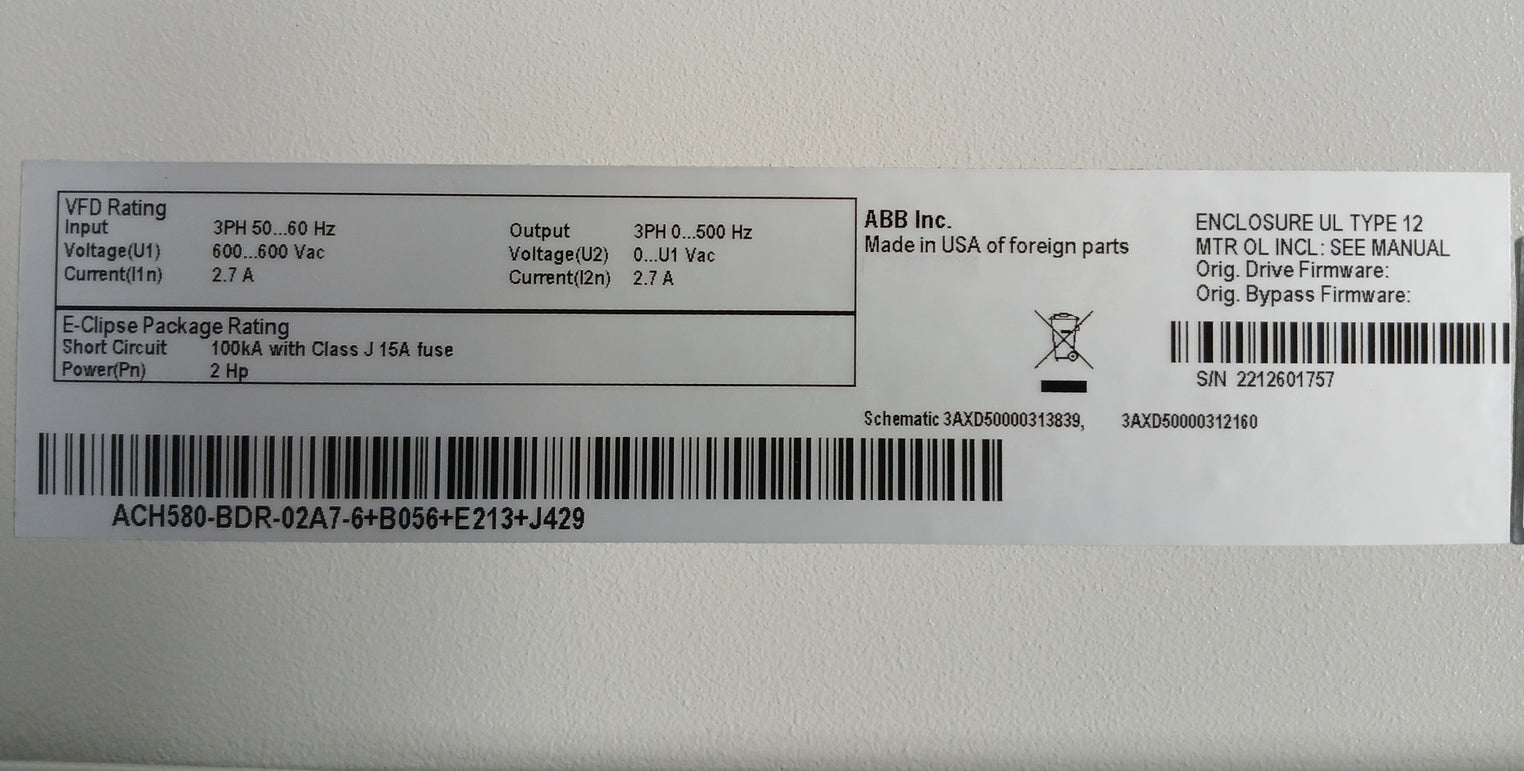 VFD Rating
Input 3PH 50...60 Hz Output 3PH 0...500 Hz
Voltage(U1) 600...600 Vac Voltage(U2) 0...U1 Vac
Current(I1n) 2.7 A Current(I2n) 2.7 A
E-Clipse Package Rating
Short Circuit 100kA with Class J 15A fuse
Power(Pn) 2 Hp
ABB Inc.
Made in USA of foreign parts
ENCLOSURE UL TYPE 12
MTR OL INCL: SEE MANUAL
Orig. Drive Firmware:
Orig. Bypass Firmware:
S/N 2212601757
Schematic 3AXD50000313839, 3AXD50000312160
ACH580-BDR-02A7-6+B056+E213+J429